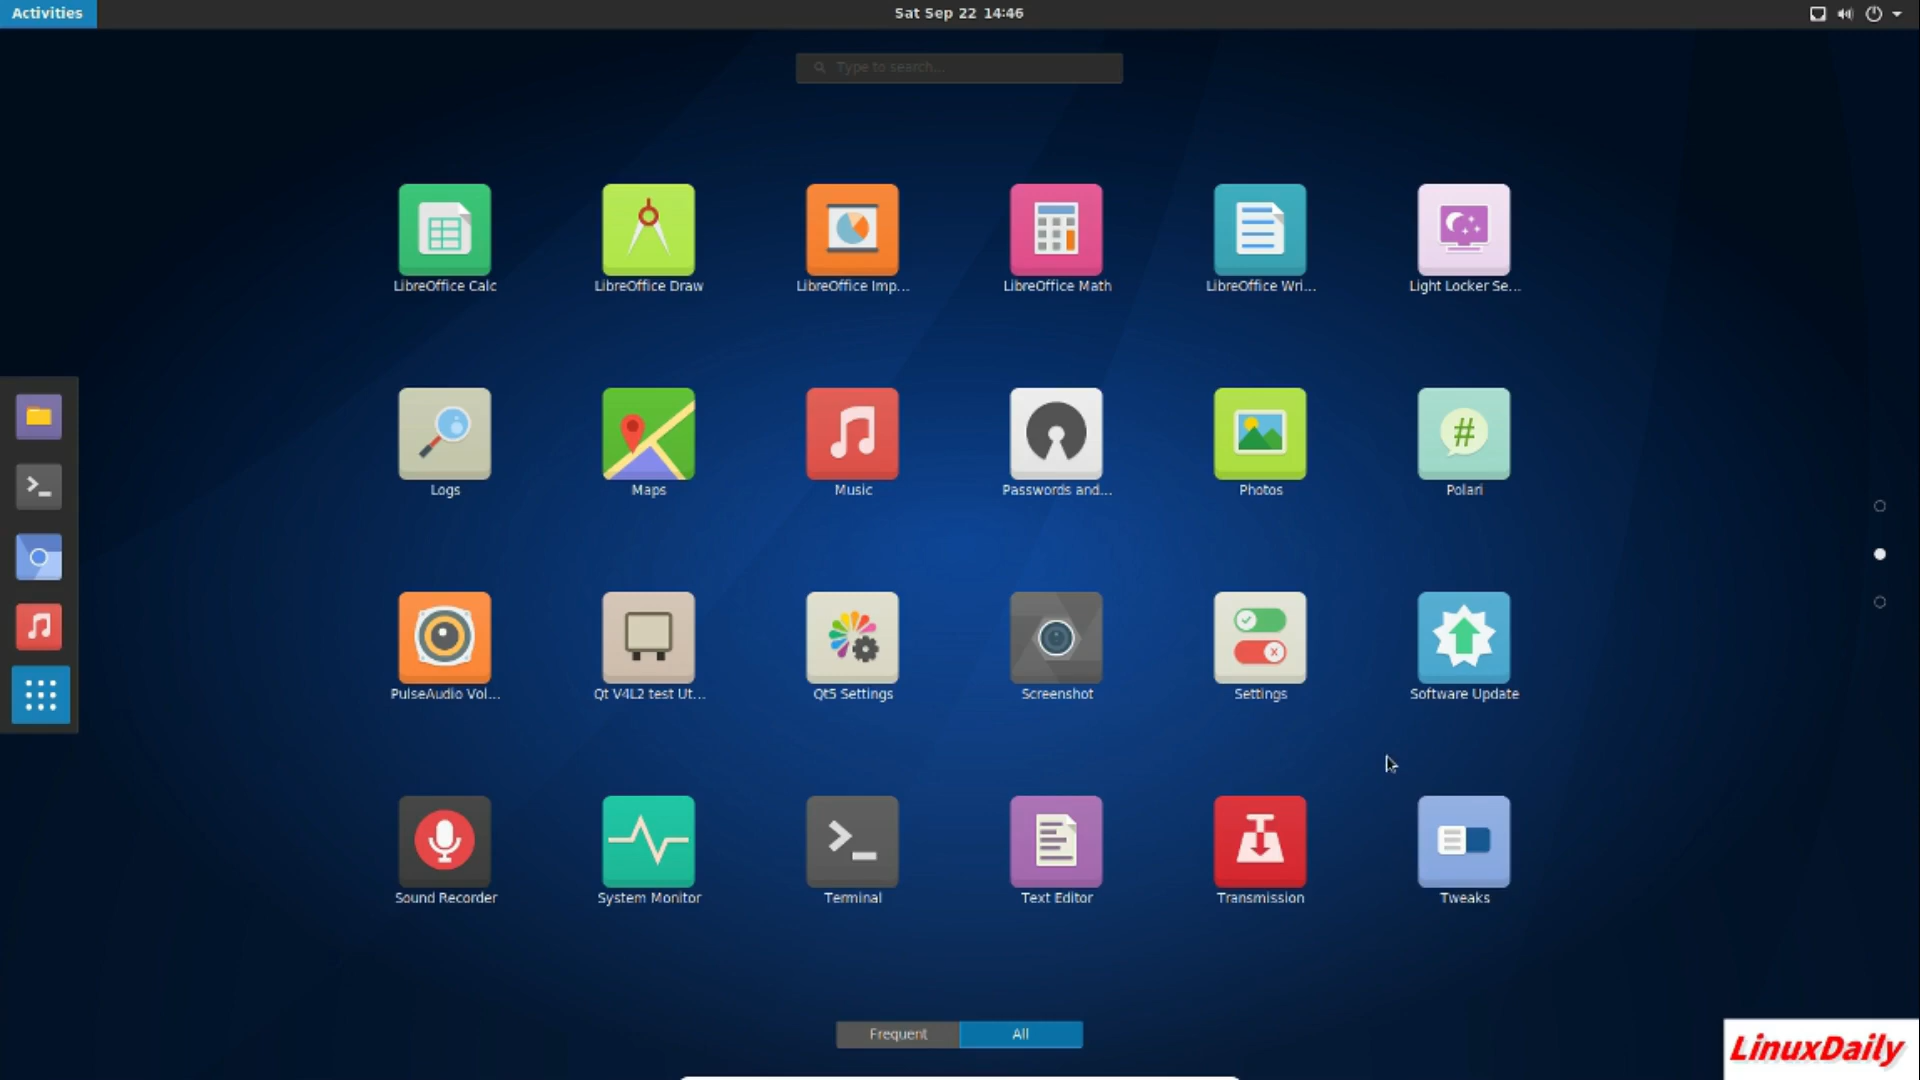 Activities
Sat Sep 22 14:46
Type to search...
LibreOffice Calc
LibreOffice Draw
LibreOffice Imp...
LibreOffice Math
LibreOffice Wri...
Light Locker Se...
Logs
Maps
Music
Passwords and...
Photos
#
Polari
PulseAudio Vol...
Qt V4L2 test Ut...
Qt5 Settings
Screenshot
Settings
Software Update
Sound Recorder
System Monitor
Terminal
Text Editor
Transmission
Tweaks
Frequent
All
LinuxDaily